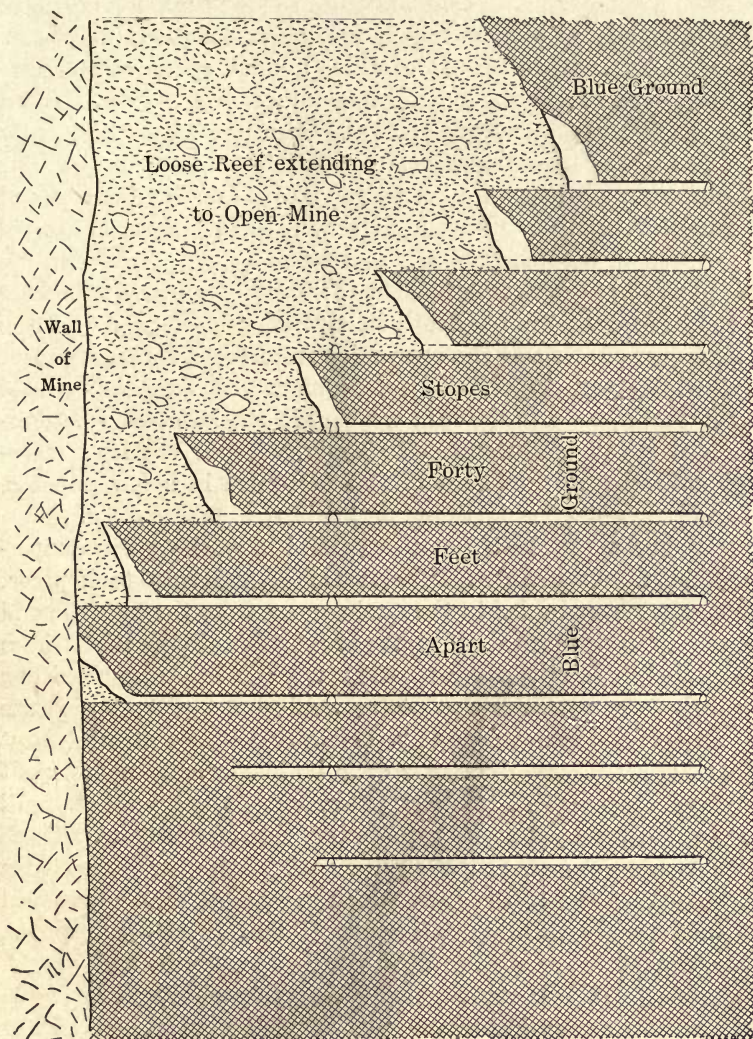 Blue Ground
Loose Reef extending
to Open Mine
Wall
of
Mine
Stopes
Forty
Feet
Apart
Blue Ground